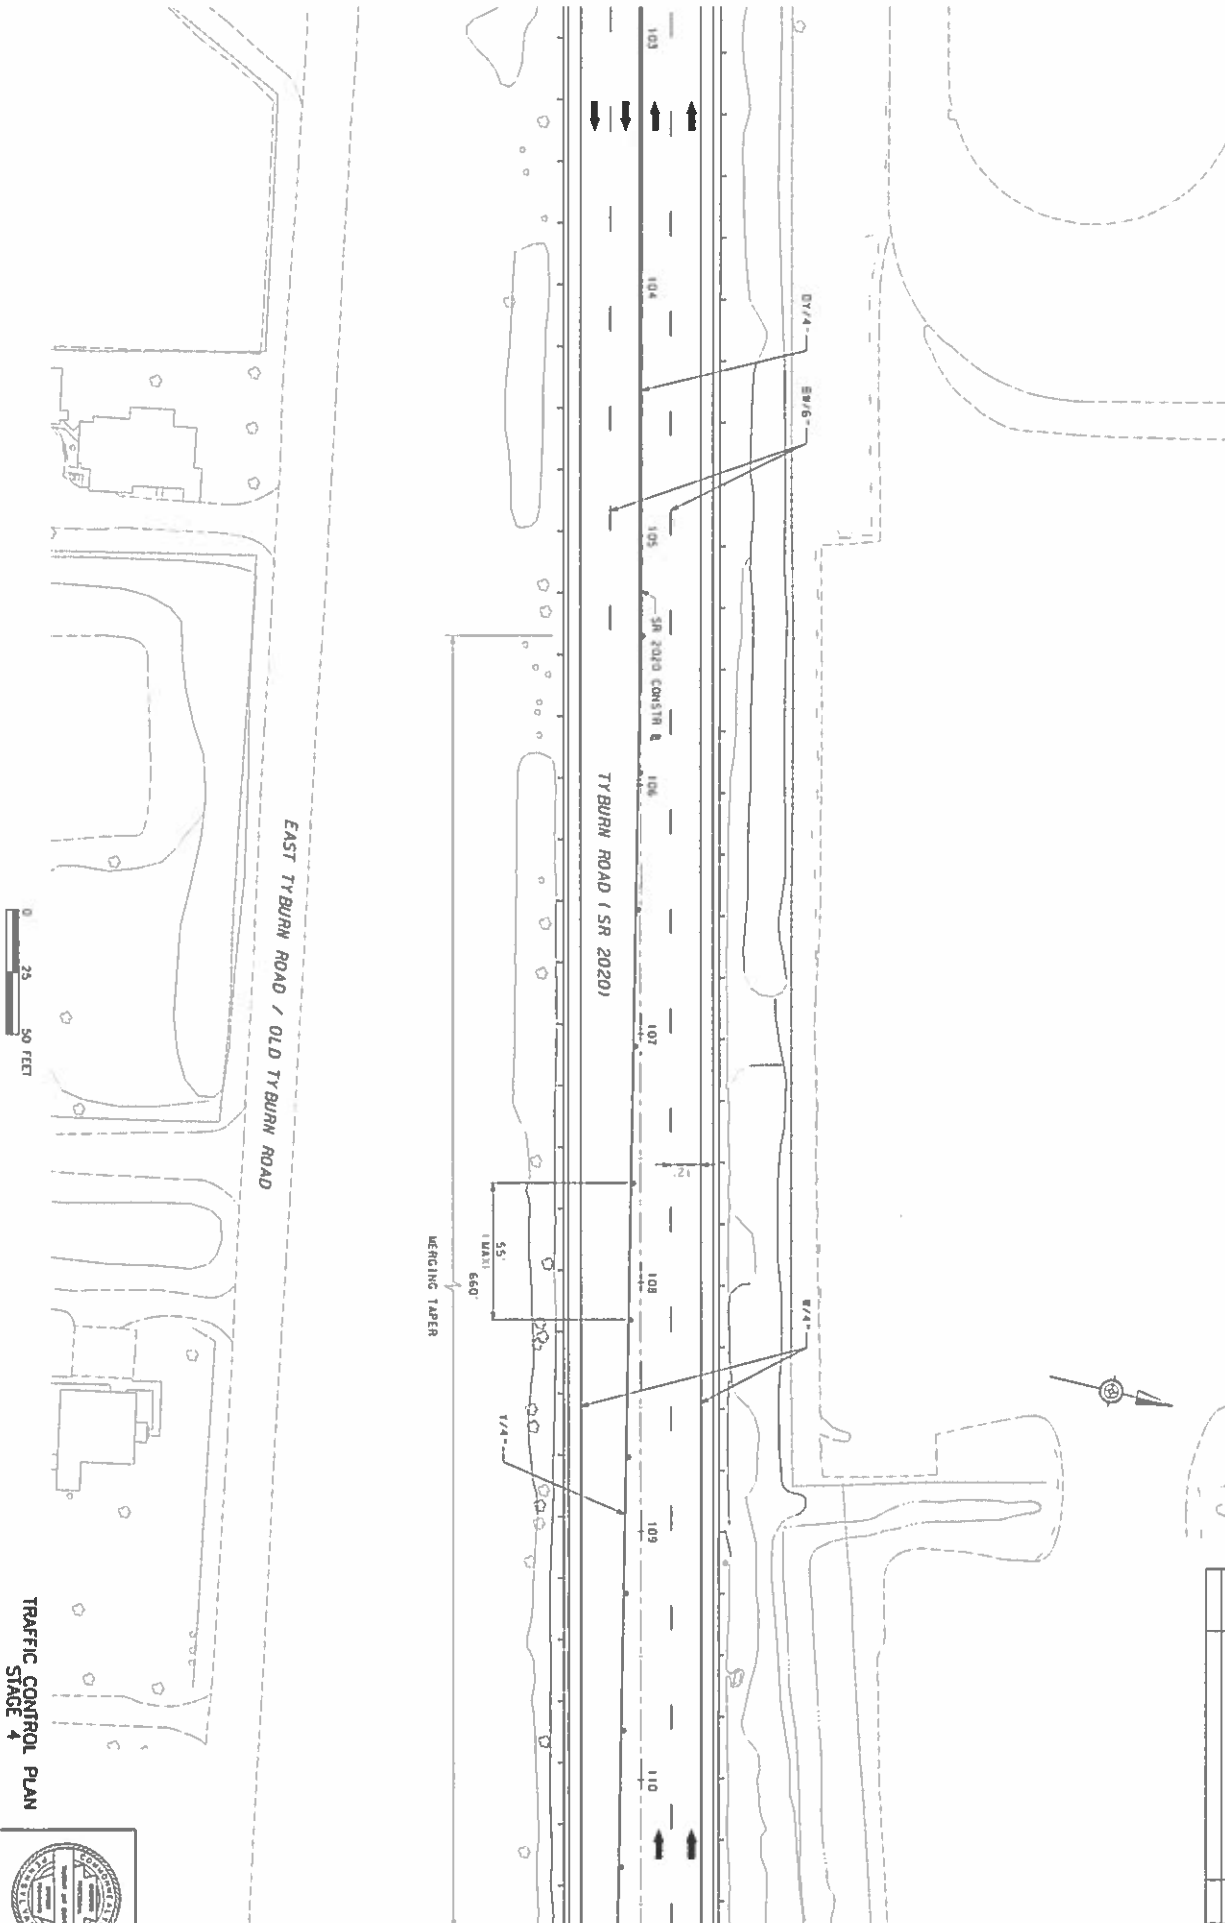 103
104
105
106
107
108
109
110
DY/4"
BW/6"
SR 2020 CONSTR
TYBURN ROAD (SR 2020)
12'
W/4"
55'
(MAX)
660'
MERGING TAPER
Y/4"
EAST TYBURN ROAD / OLD TYBURN ROAD
0
25
50 FEET
TRAFFIC CONTROL PLAN
STAGE 4